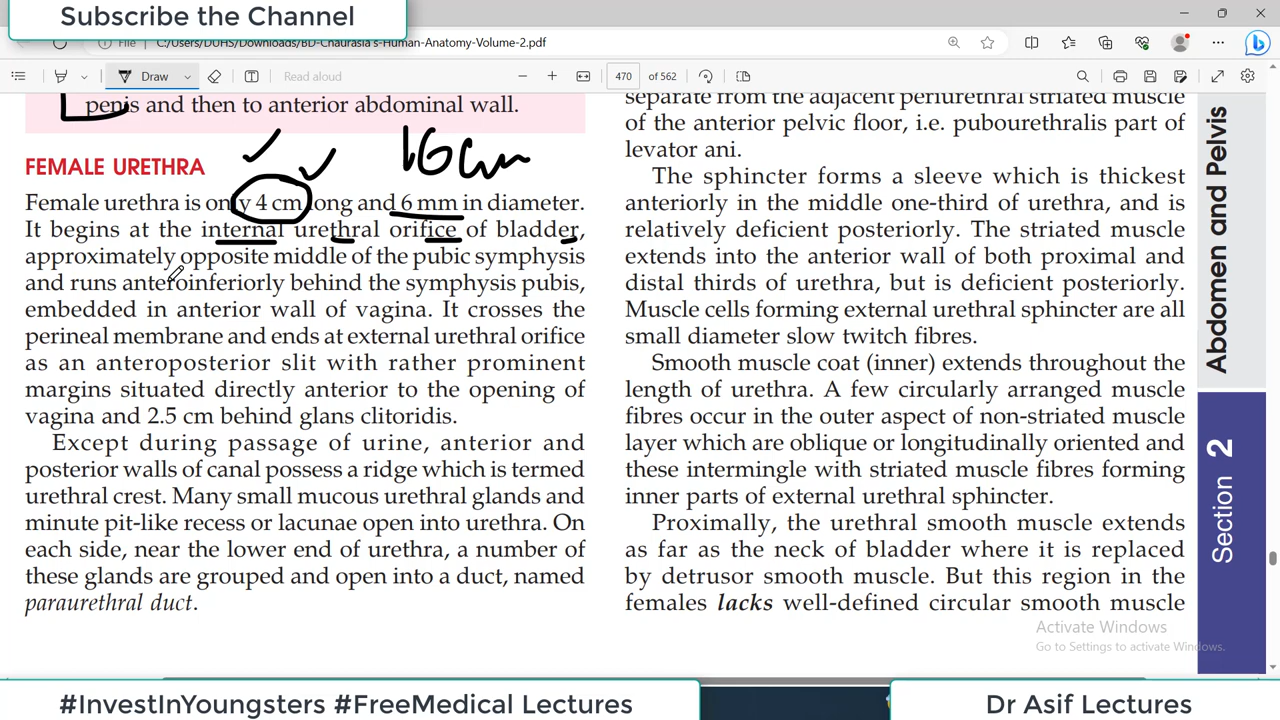 Subscribe the Channel
File C:/Users/DUHS/Downloads/BD-Chaurasia's-Human-Anatomy-Volume-2.pdf
Draw Read aloud 470 of 562
penis and then to anterior abdominal wall.
16 cm
FEMALE URETHRA
Female urethra is only 4 cm long and 6 mm in diameter.
It begins at the internal urethral orifice of bladder,
approximately opposite middle of the pubic symphysis
and runs anteroinferiorly behind the symphysis pubis,
embedded in anterior wall of vagina. It crosses the
perineal membrane and ends at external urethral orifice
as an anteroposterior slit with rather prominent
margins situated directly anterior to the opening of
vagina and 2.5 cm behind glans clitoridis.
Except during passage of urine, anterior and
posterior walls of canal possess a ridge which is termed
urethral crest. Many small mucous urethral glands and
minute pit-like recess or lacunae open into urethra. On
each side, near the lower end of urethra, a number of
these glands are grouped and open into a duct, named
paraurethral duct.
separate from the adjacent periurethral striated muscle
of the anterior pelvic floor, i.e. pubourethralis part of
levator ani.
The sphincter forms a sleeve which is thickest
anteriorly in the middle one-third of urethra, and is
relatively deficient posteriorly. The striated muscle
extends into the anterior wall of both proximal and
distal thirds of urethra, but is deficient posteriorly.
Muscle cells forming external urethral sphincter are all
small diameter slow twitch fibres.
Smooth muscle coat (inner) extends throughout the
length of urethra. A few circularly arranged muscle
fibres occur in the outer aspect of non-striated muscle
layer which are oblique or longitudinally oriented and
these intermingle with striated muscle fibres forming
inner parts of external urethral sphincter.
Proximally, the urethral smooth muscle extends
as far as the neck of bladder where it is replaced
by detrusor smooth muscle. But this region in the
females lacks well-defined circular smooth muscle
Abdomen and Pelvis
Section 2
Activate Windows
Go to Settings to activate Windows.
#InvestInYoungsters #FreeMedical Lectures
Dr Asif Lectures